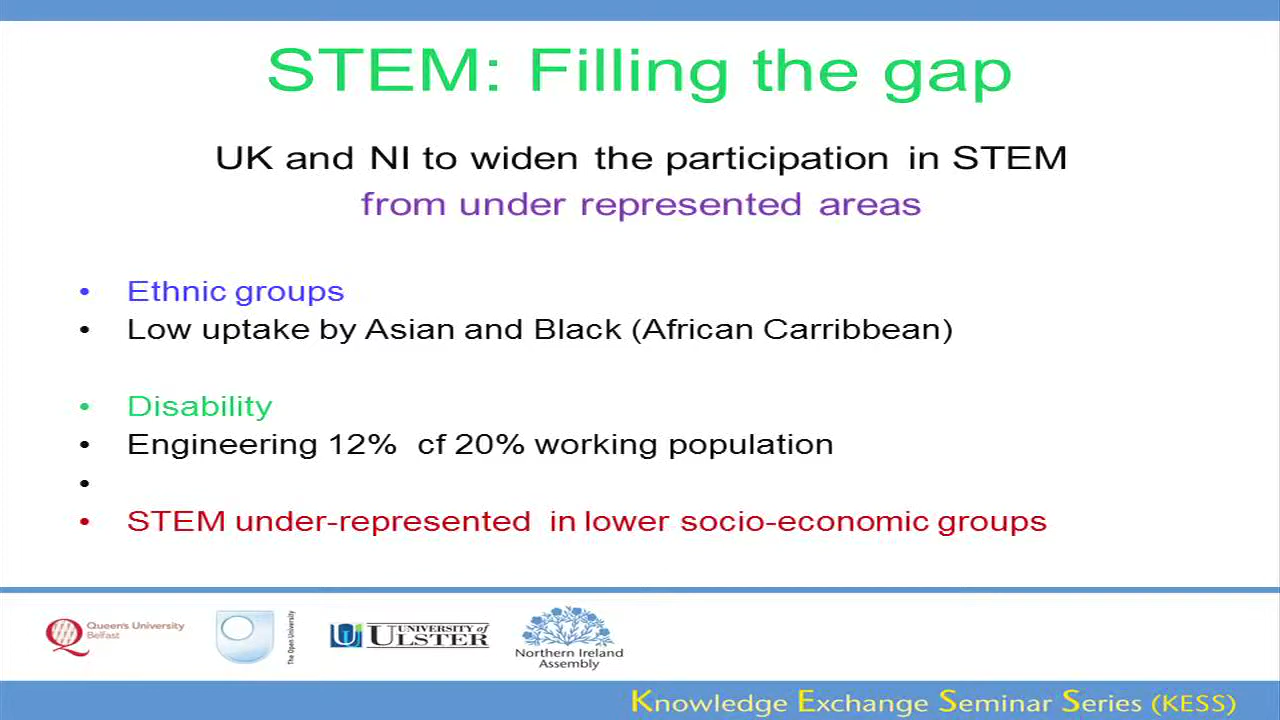 STEM: Filling the gap
UK and NI to widen the participation in STEM
from under represented areas
• Ethnic groups
• Low uptake by Asian and Black (African Carribbean)
• Disability
• Engineering 12%  cf 20% working population
•
• STEM under-represented  in lower socio-economic groups
Queen's University
Belfast
The Open University
UNIVERSITY of
ULSTER
Northern Ireland
Assembly
Knowledge Exchange Seminar Series (KESS)